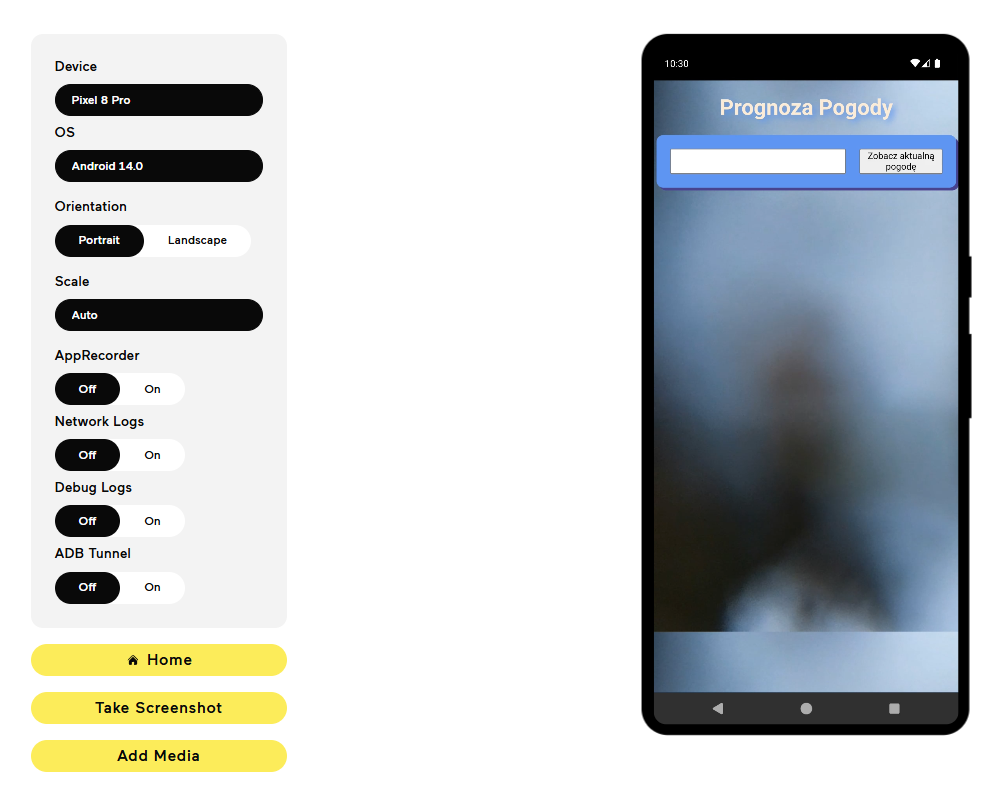 Device
Pixel 8 Pro
OS
Android 14.0
Orientation
Portrait Landscape
Scale
Auto
AppRecorder
Off On
Network Logs
Off On
Debug Logs
Off On
ADB Tunnel
Off On
Home
Take Screenshot
Add Media
10:30
Prognoza Pogody
Zobacz aktualną
pogodę